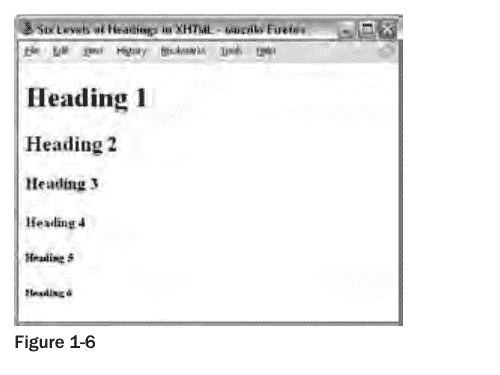 Six Levels of Headings in XHTML - Mozilla Firefox
File Edit View History Bookmarks Tools Help
Heading 1
Heading 2
Heading 3
Heading 4
Heading 5
Heading 6
Figure 1-6